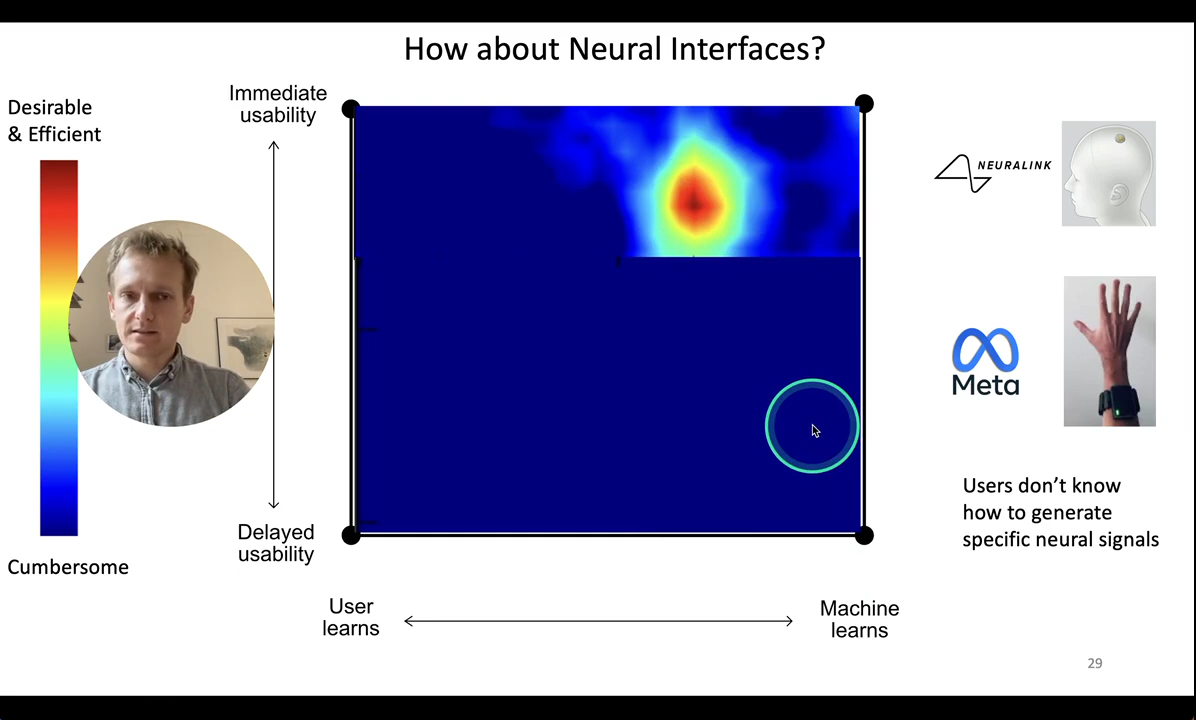 How about Neural Interfaces?
Desirable
& Efficient
Cumbersome
Immediate
usability
Delayed
usability
User
learns
Machine
learns
NEURALINK
Meta
Users don’t know
how to generate
specific neural signals
29